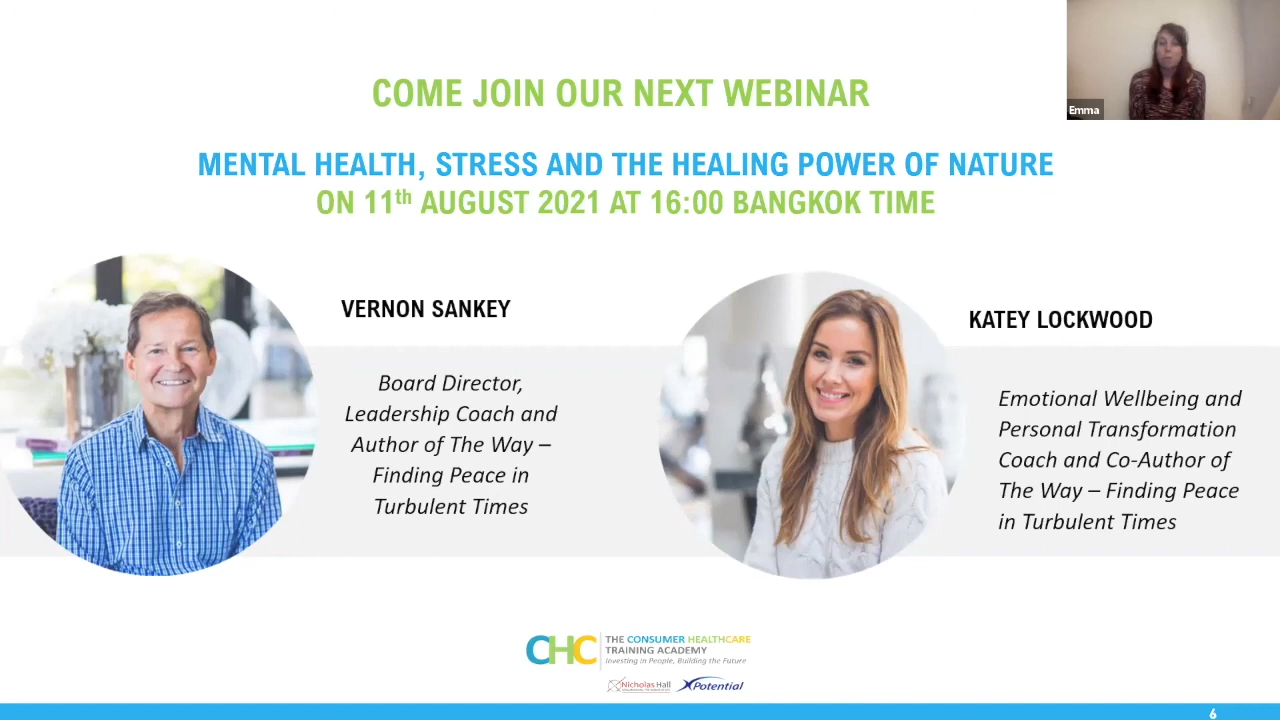 COME JOIN OUR NEXT WEBINAR
Emma
MENTAL HEALTH, STRESS AND THE HEALING POWER OF NATURE
ON 11th AUGUST 2021 AT 16:00 BANGKOK TIME
VERNON SANKEY
Board Director,
Leadership Coach and
Author of The Way –
Finding Peace in
Turbulent Times
KATEY LOCKWOOD
Emotional Wellbeing and
Personal Transformation
Coach and Co-Author of
The Way – Finding Peace
in Turbulent Times
CHC
THE CONSUMER HEALTHCARE
TRAINING ACADEMY
Investing in People, Building the Future
Nicholas Hall
XPotential
6